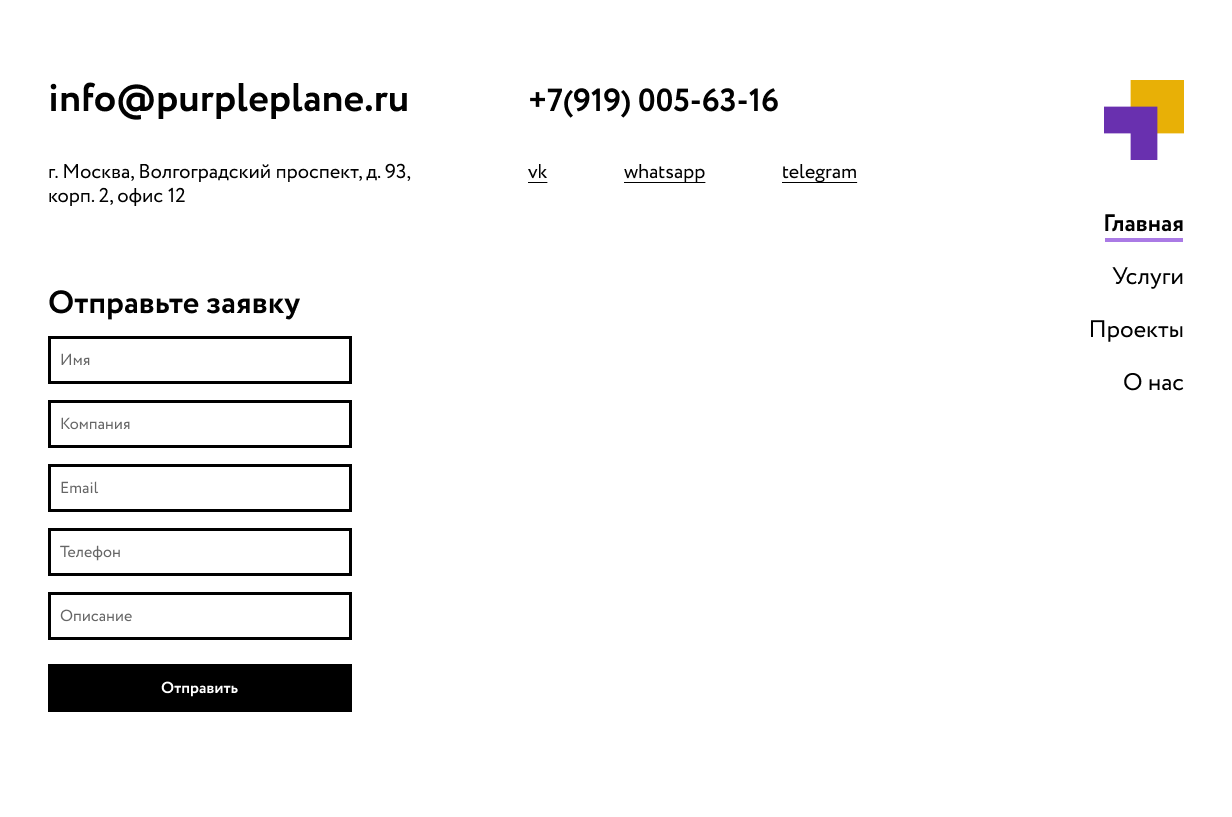 info@purpleplane.ru
+7(919) 005-63-16
г. Москва, Волгоградский проспект, д. 93,
корп. 2, офис 12
vk
whatsapp
telegram
Главная
Услуги
Проекты
О нас
Отправьте заявку
Имя
Компания
Email
Телефон
Описание
Отправить